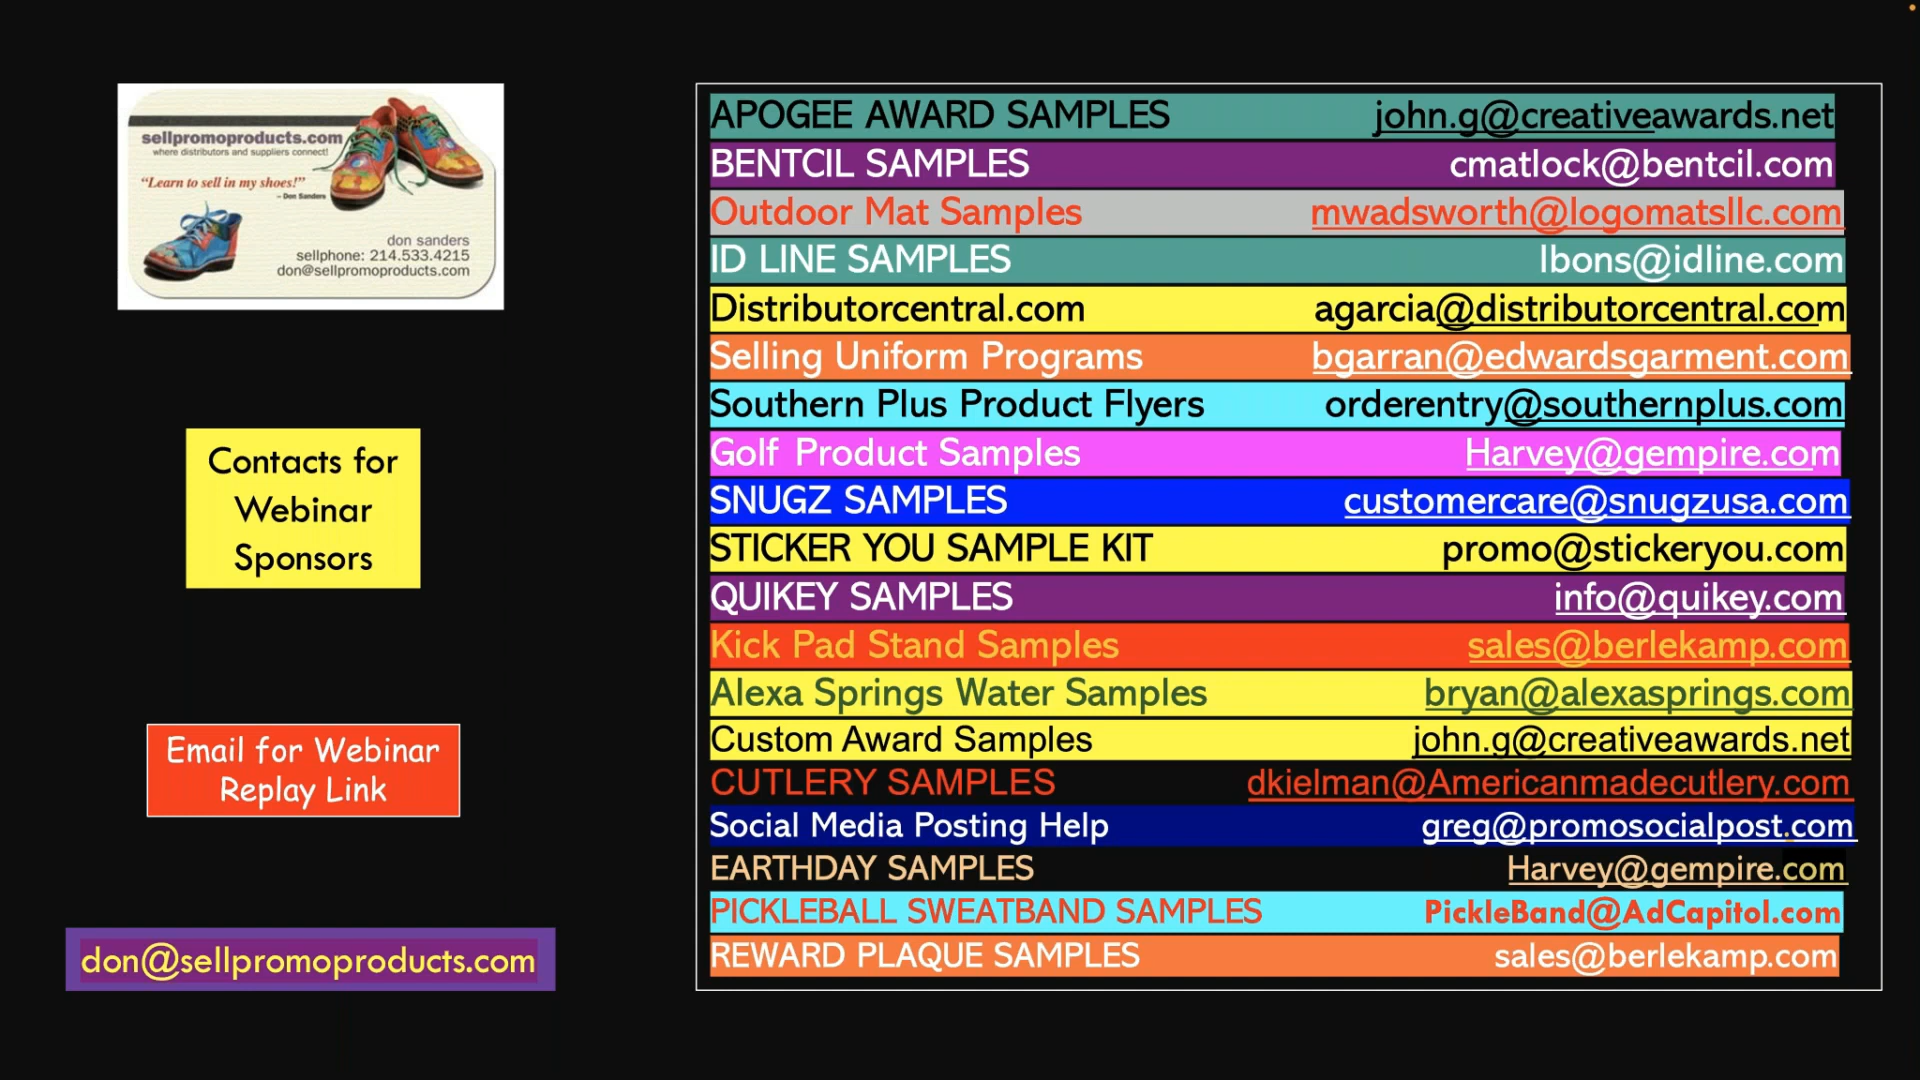 sellpromoproducts.com
where distributors and suppliers connect!
“Learn to sell in my shoes!”
- Don Sanders
don sanders
sellphone: 214.533.4215
don@sellpromoproducts.com
Contacts for
Webinar
Sponsors
Email for Webinar
Replay Link
don@sellpromoproducts.com
APOGEE AWARD SAMPLES john.g@creativeawards.net
BENTCIL SAMPLES cmatlock@bentcil.com
Outdoor Mat Samples mwadsworth@logomatsllc.com
ID LINE SAMPLES lbons@idline.com
Distributorcentral.com agarcia@distributorcentral.com
Selling Uniform Programs bgarran@edwardsgarment.com
Southern Plus Product Flyers orderentry@southernplus.com
Golf Product Samples Harvey@gempire.com
SNUGZ SAMPLES customercare@snugzusa.com
STICKER YOU SAMPLE KIT promo@stickeryou.com
QUIKEY SAMPLES info@quikey.com
Kick Pad Stand Samples sales@berlekamp.com
Alexa Springs Water Samples bryan@alexasprings.com
Custom Award Samples john.g@creativeawards.net
CUTLERY SAMPLES dkielman@Americanmadecutlery.com
Social Media Posting Help greg@promosocialpost.com
EARTHDAY SAMPLES Harvey@gempire.com
PICKLEBALL SWEATBAND SAMPLES PickleBand@AdCapitol.com
REWARD PLAQUE SAMPLES sales@berlekamp.com